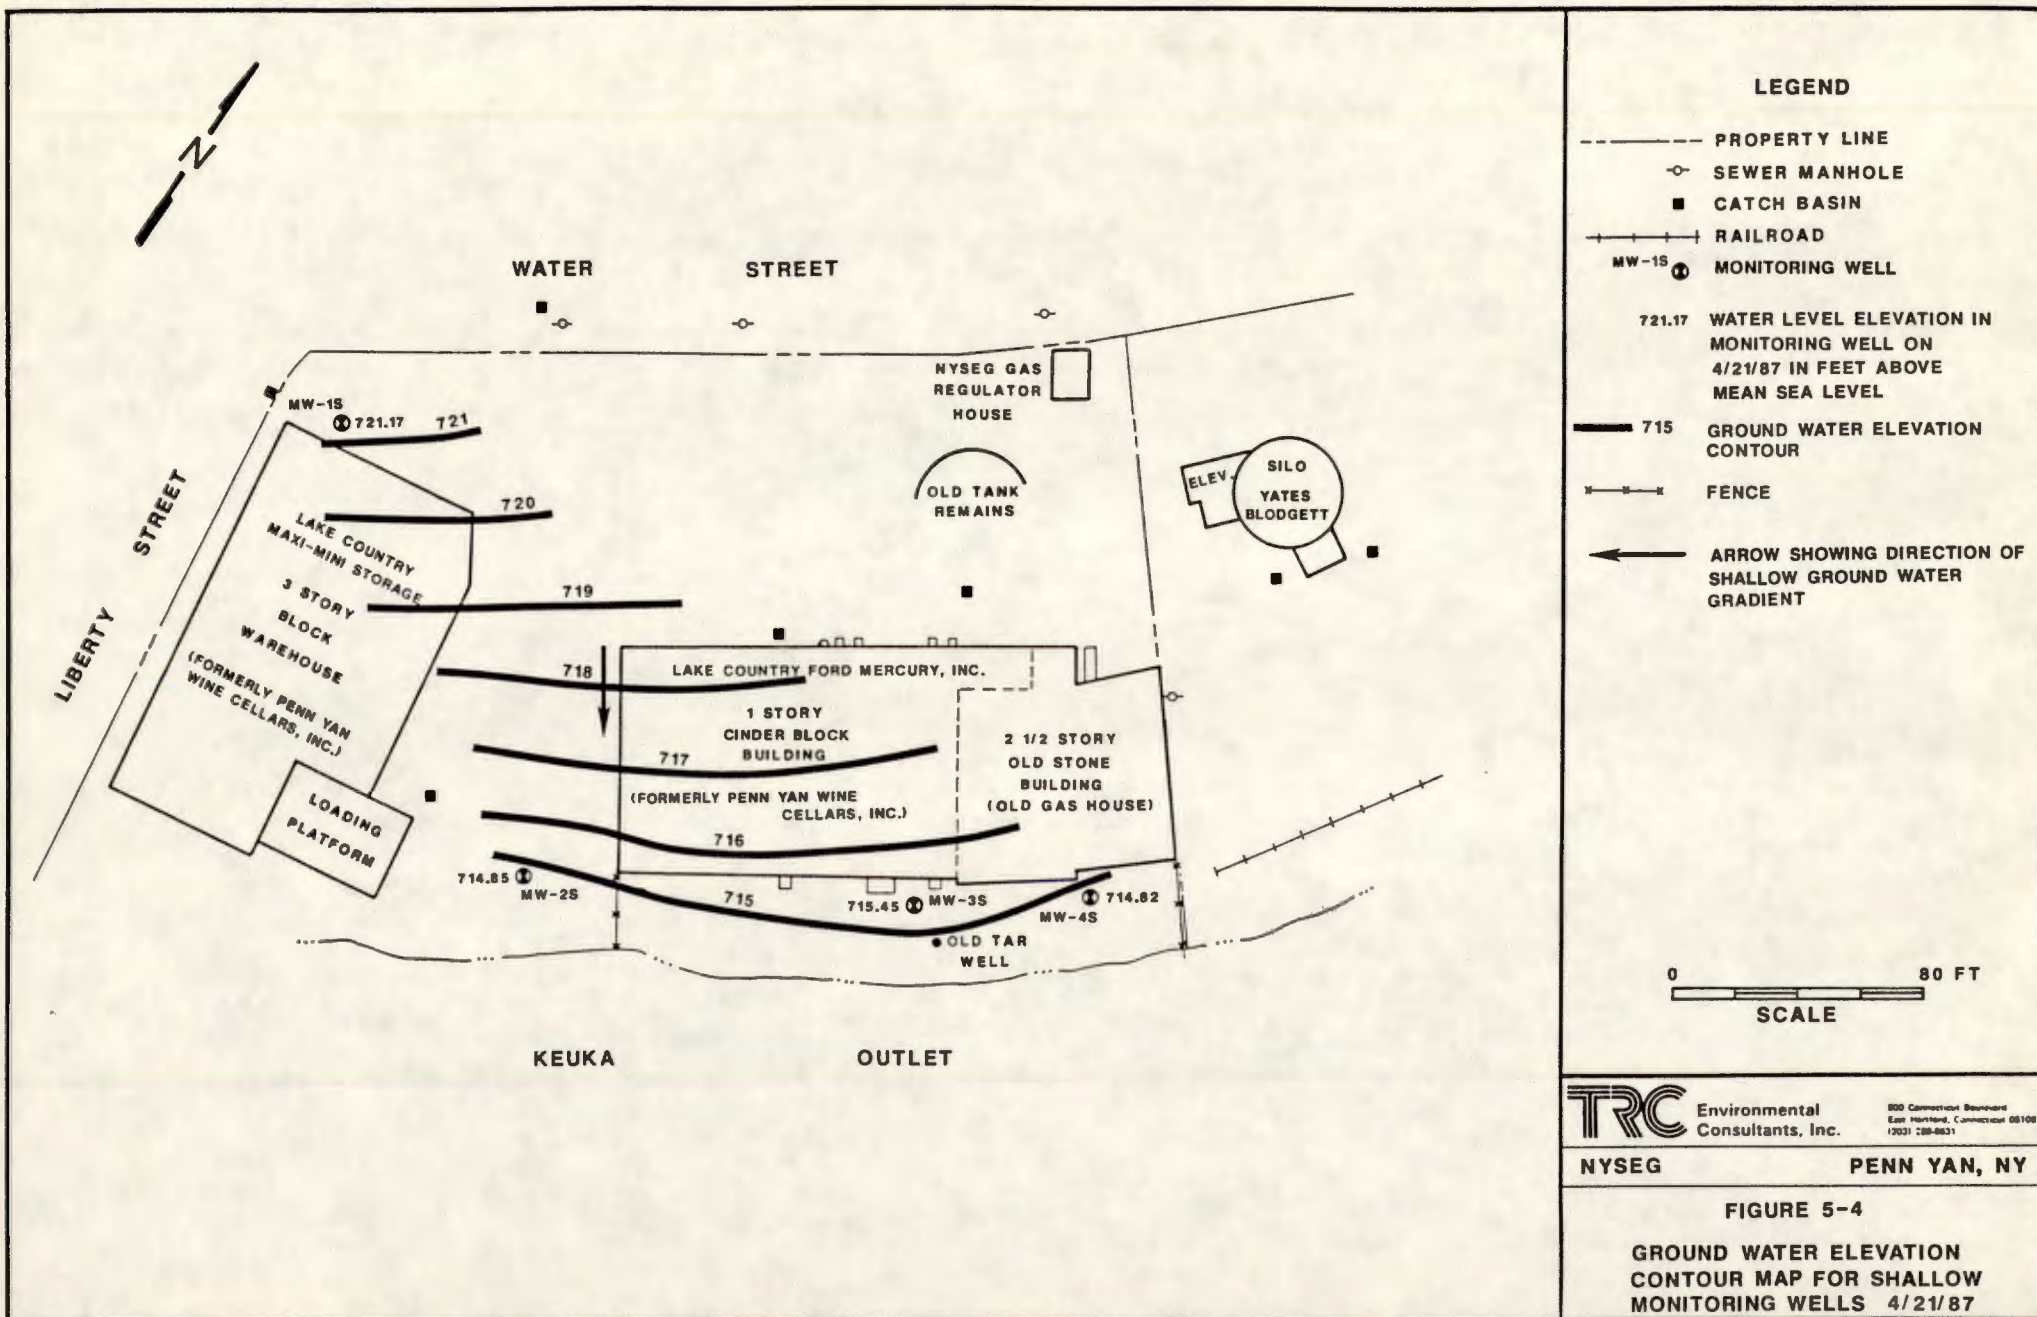 N
WATER STREET
NYSEG GAS
REGULATOR
HOUSE
MW-1S
721.17
721
720
719
718
717
716
715
LIBERTY STREET
LAKE COUNTRY
MAXI-MINI STORAGE
3 STORY
BLOCK
WAREHOUSE
(FORMERLY PENN YAN
WINE CELLARS, INC.)
LOADING
PLATFORM
OLD TANK
REMAINS
ELEV.
SILO
YATES
BLODGETT
LAKE COUNTRY FORD MERCURY, INC.
1 STORY
CINDER BLOCK
BUILDING
(FORMERLY PENN YAN WINE
CELLARS, INC.)
2 1/2 STORY
OLD STONE
BUILDING
(OLD GAS HOUSE)
714.85
MW-2S
715.45
MW-3S
MW-4S
714.82
OLD TAR
WELL
KEUKA OUTLET
LEGEND
PROPERTY LINE
SEWER MANHOLE
CATCH BASIN
RAILROAD
MW-1S MONITORING WELL
721.17 WATER LEVEL ELEVATION IN
MONITORING WELL ON
4/21/87 IN FEET ABOVE
MEAN SEA LEVEL
715 GROUND WATER ELEVATION
CONTOUR
FENCE
ARROW SHOWING DIRECTION OF
SHALLOW GROUND WATER
GRADIENT
0 80 FT
SCALE
TRC
Environmental
Consultants, Inc.
800 Connecticut Boulevard
East Hartford, Connecticut 06108
NYSEG PENN YAN, NY
FIGURE 5-4
GROUND WATER ELEVATION
CONTOUR MAP FOR SHALLOW
MONITORING WELLS 4/21/87